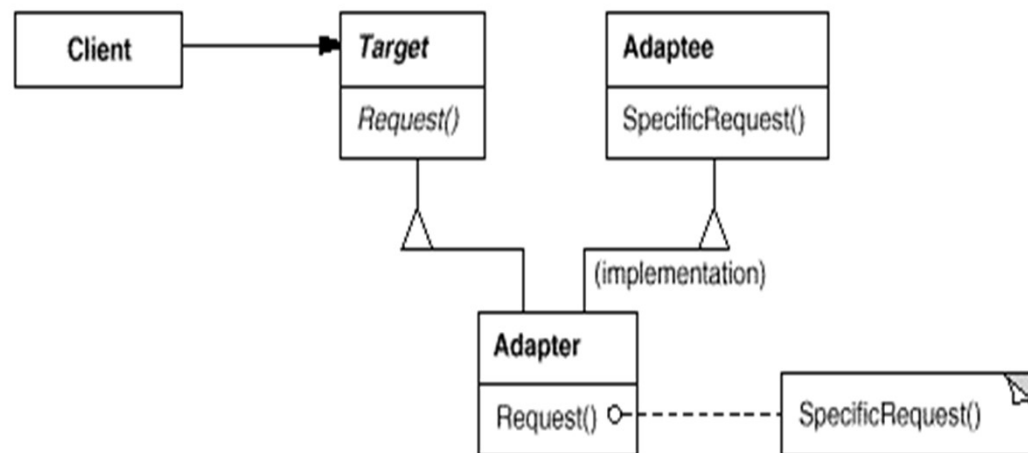 Client
Target
Request()
Adaptee
SpecificRequest()
(implementation)
Adapter
Request()
SpecificRequest()